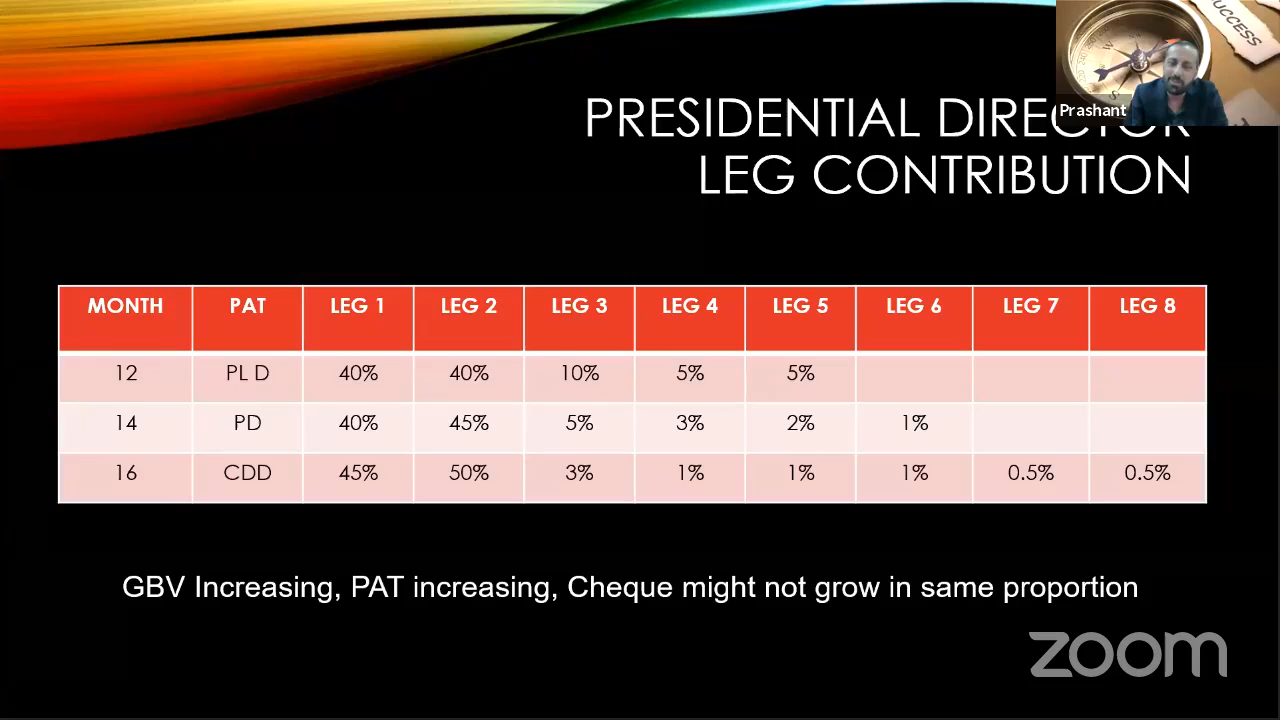 SUCCESS
Prashant
PRESIDENTIAL DIRECTOR
LEG CONTRIBUTION
MONTH PAT LEG 1 LEG 2 LEG 3 LEG 4 LEG 5 LEG 6 LEG 7 LEG 8
12 PL D 40% 40% 10% 5% 5%
14 PD 40% 45% 5% 3% 2% 1%
16 CDD 45% 50% 3% 1% 1% 1% 0.5% 0.5%
GBV Increasing, PAT increasing, Cheque might not grow in same proportion
zoom